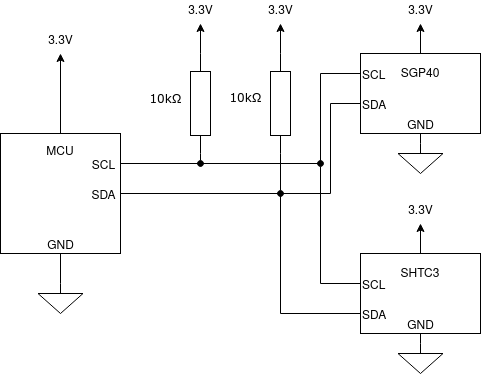 3.3V
3.3V
3.3V
3.3V
10kΩ
10kΩ
SCL
SGP40
SDA
GND
MCU
SCL
SDA
GND
3.3V
SHTC3
SCL
SDA
GND